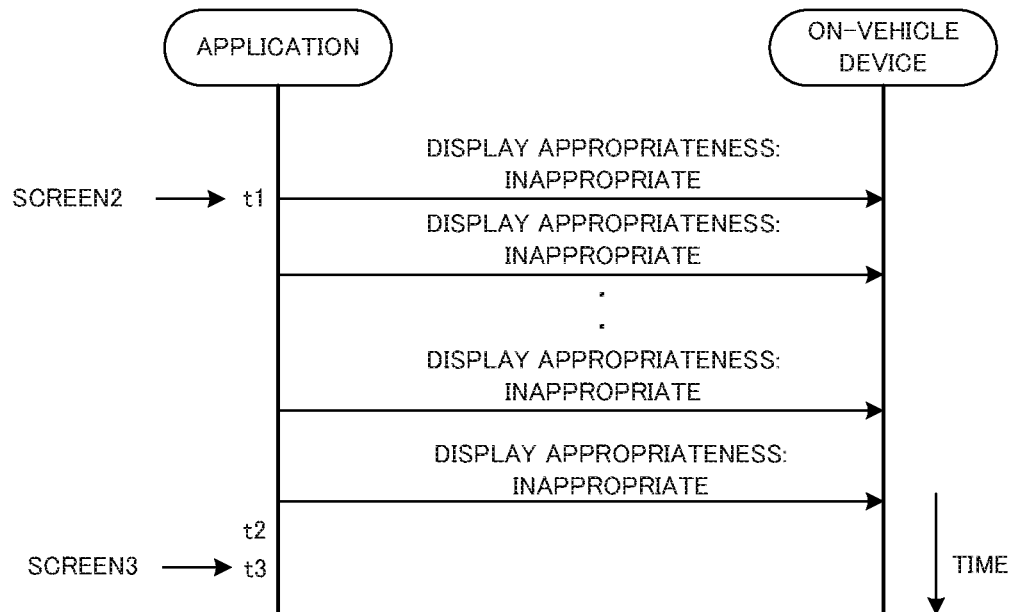 APPLICATION
ON-VEHICLE
DEVICE
DISPLAY APPROPRIATENESS:
INAPPROPRIATE
SCREEN2
t1
DISPLAY APPROPRIATENESS:
INAPPROPRIATE
DISPLAY APPROPRIATENESS:
INAPPROPRIATE
DISPLAY APPROPRIATENESS:
INAPPROPRIATE
t2
SCREEN3
t3
TIME